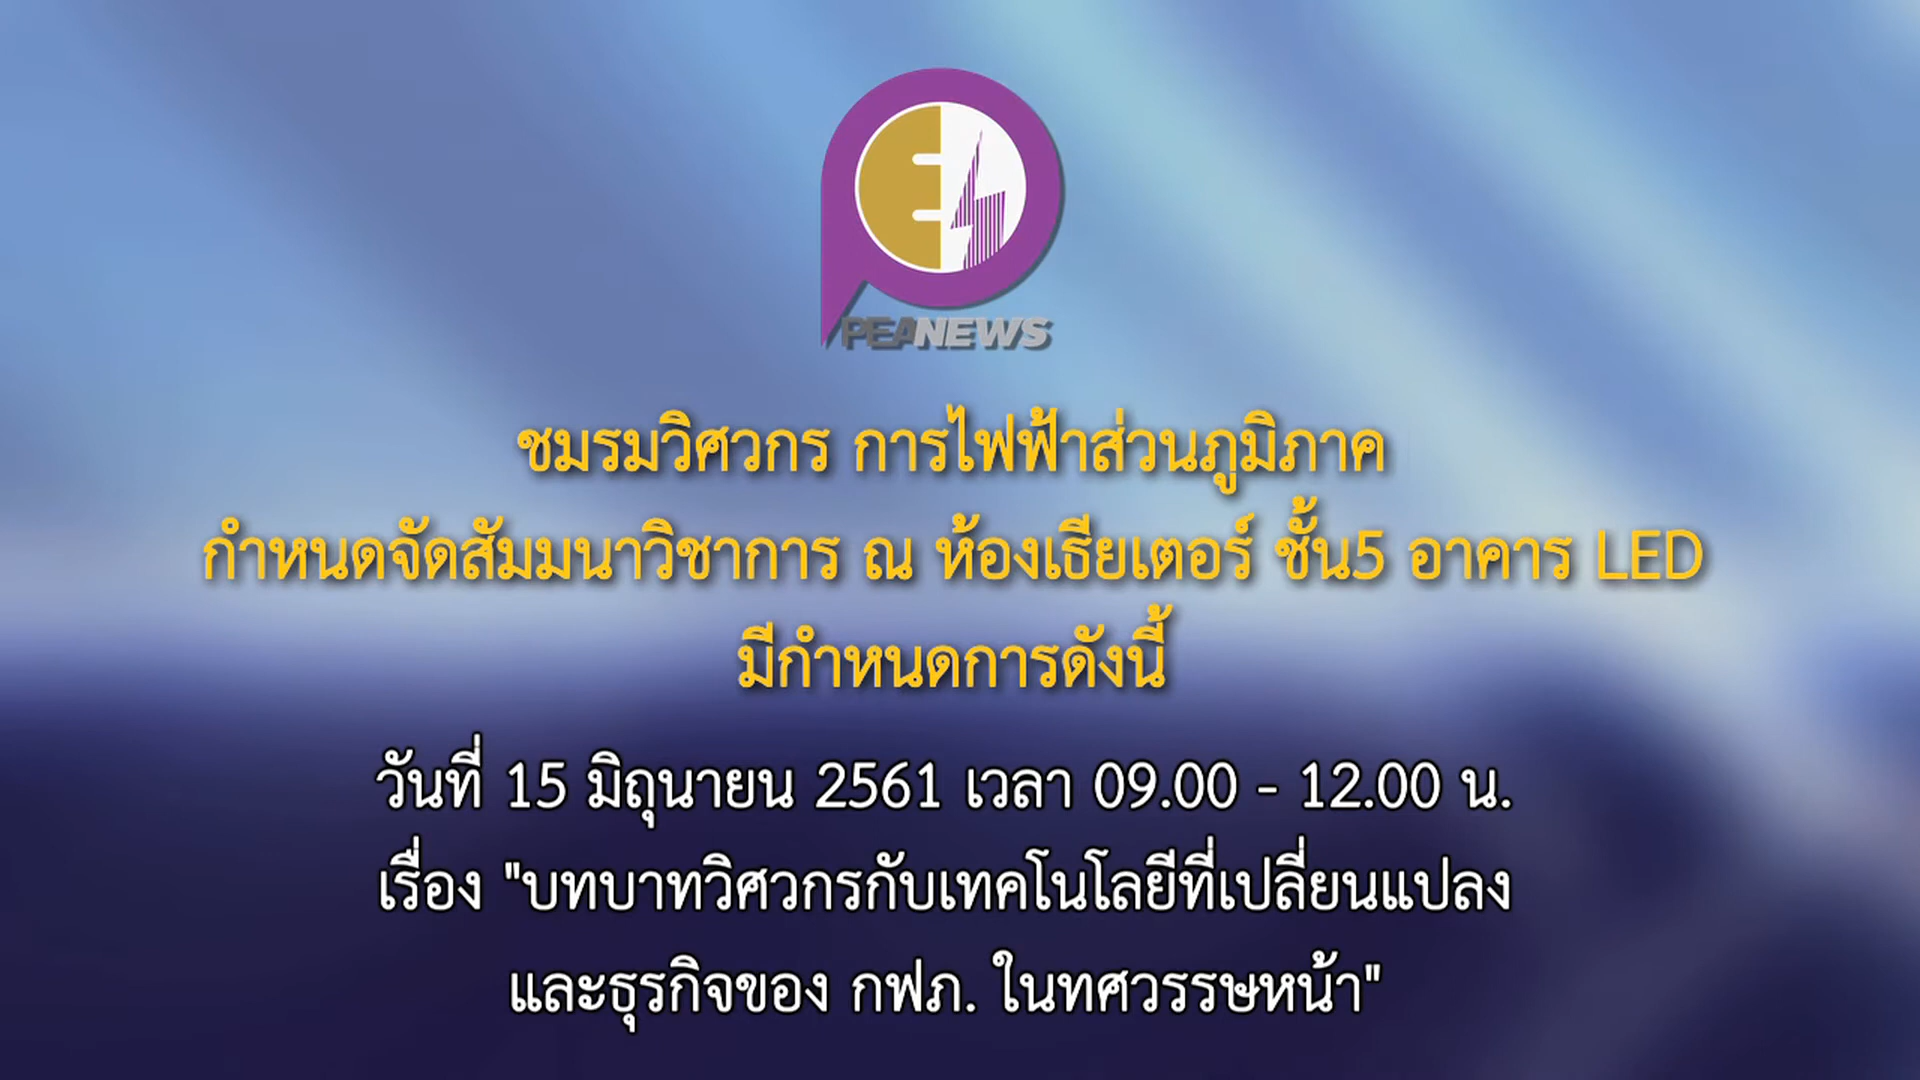 PEANEWS
ชมรมวิศวกร การไฟฟ้าส่วนภูมิภาค
กำหนดจัดสัมมนาวิชาการ ณ ห้องเธียเตอร์ ชั้น5 อาคาร LED
มีกำหนดการดังนี้
วันที่ 15 มิถุนายน 2561 เวลา 09.00 - 12.00 น.
เรื่อง "บทบาทวิศวกรกับเทคโนโลยีที่เปลี่ยนแปลง
และธุรกิจของ กฟภ. ในทศวรรษหน้า"